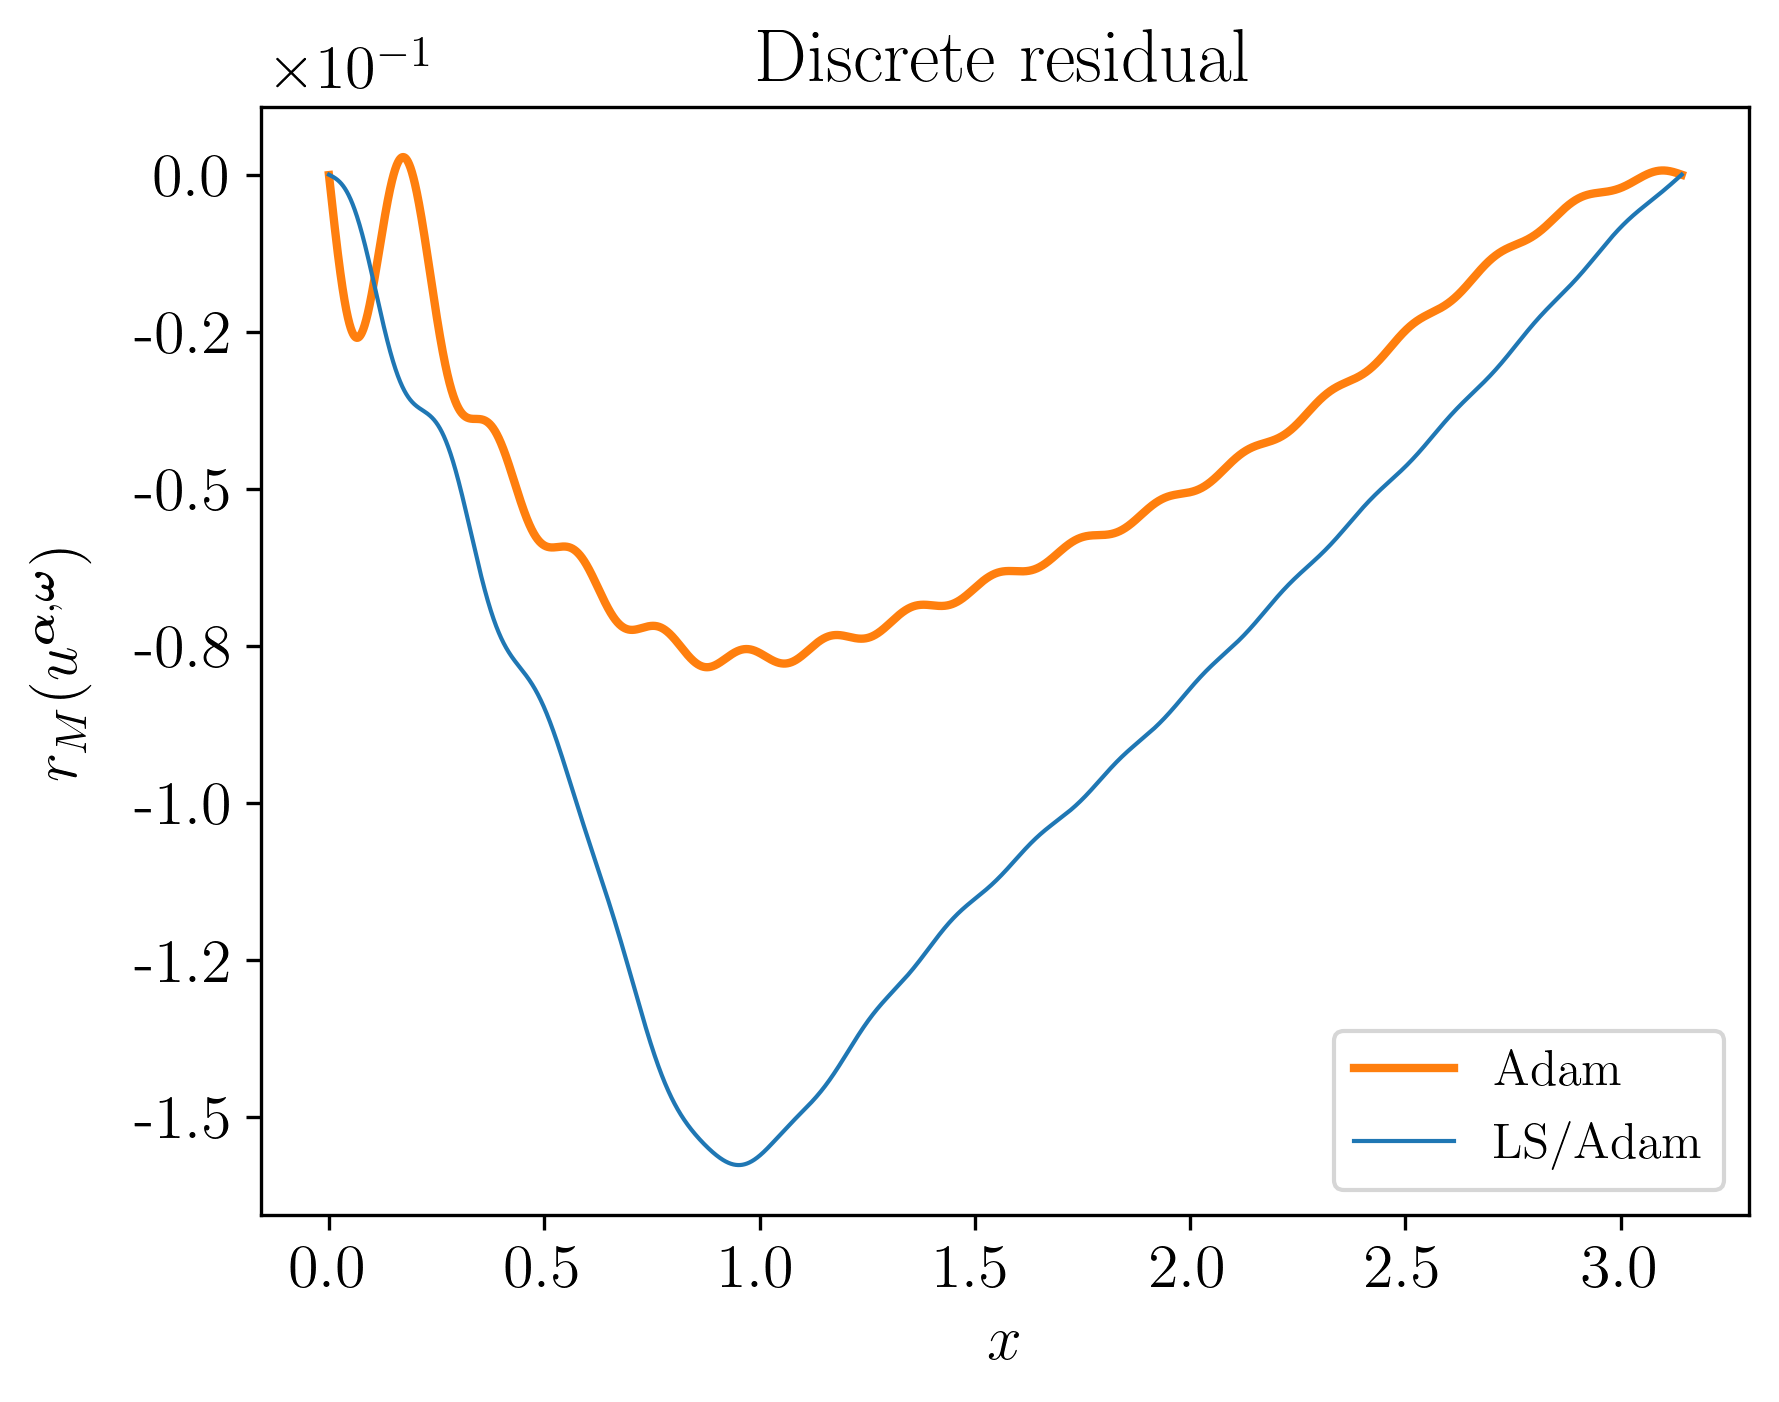 Discrete residual
×10⁻¹
0.0
-0.2
-0.5
-0.8
-1.0
-1.2
-1.5
r_M(u^{α,ω})
0.0 0.5 1.0 1.5 2.0 2.5 3.0
x
Adam
LS/Adam